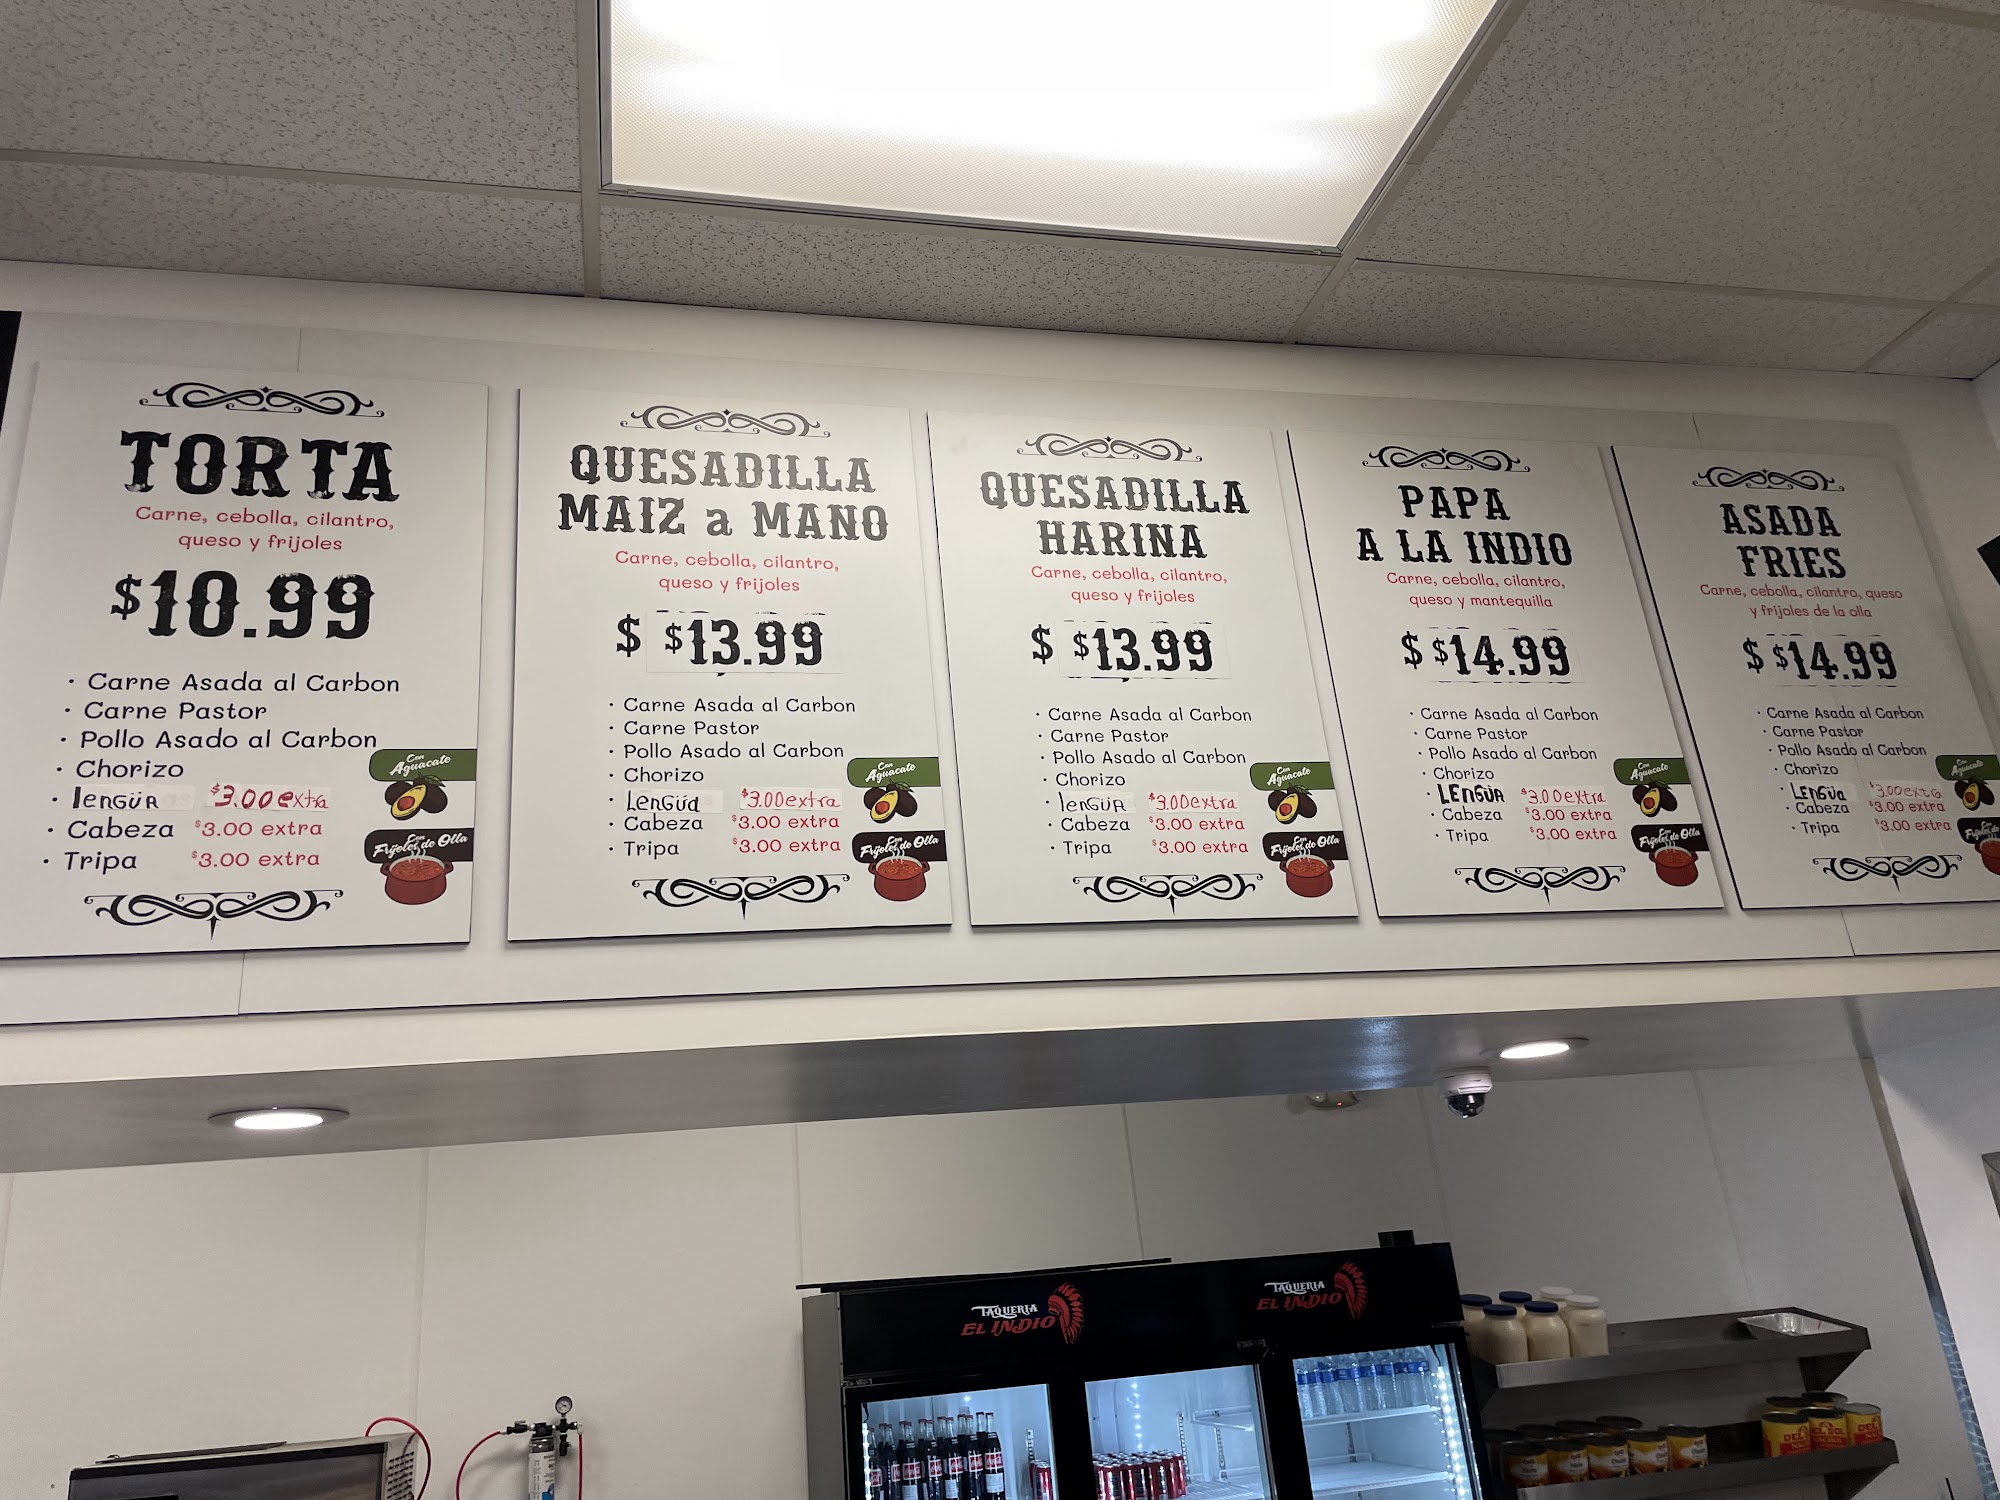 TORTA
Carne, cebolla, cilantro,
queso y frijoles
$10.99
· Carne Asada al Carbon
· Carne Pastor
· Pollo Asado al Carbon
· Chorizo
· lenGÜA $3.00 extra
· Cabeza $3.00 extra
· Tripa $3.00 extra
Con
Aguacate
Con
Frijoles de Olla
QUESADILLA
MAIZ a MANO
Carne, cebolla, cilantro,
queso y frijoles
$ $13.99
· Carne Asada al Carbon
· Carne Pastor
· Pollo Asado al Carbon
· Chorizo
· LenGüa $3.00 extra
· Cabeza $3.00 extra
· Tripa $3.00 extra
Con
Aguacate
Con
Frijoles de Olla
QUESADILLA
HARINA
Carne, cebolla, cilantro,
queso y frijoles
$ $13.99
· Carne Asada al Carbon
· Carne Pastor
· Pollo Asado al Carbon
· Chorizo
· lenGÜA $3.00 extra
· Cabeza $3.00 extra
· Tripa $3.00 extra
Con
Aguacate
Con
Frijoles de Olla
PAPA
A LA INDIO
Carne, cebolla, cilantro,
queso y mantequilla
$ $14.99
· Carne Asada al Carbon
· Carne Pastor
· Pollo Asado al Carbon
· Chorizo
· LEnGÜA $3.00 extra
· Cabeza $3.00 extra
· Tripa $3.00 extra
Con
Aguacate
Con
Frijoles de Olla
ASADA
FRIES
Carne, cebolla, cilantro, queso
y frijoles de la olla
$ $14.99
· Carne Asada al Carbon
· Carne Pastor
· Pollo Asado al Carbon
· Chorizo
· LEnGüa $3.00 extra
· Cabeza $3.00 extra
· Tripa $3.00 extra
Con
Aguacate
TAQUERIA
EL INDIO
TAQUERIA
EL INDIO